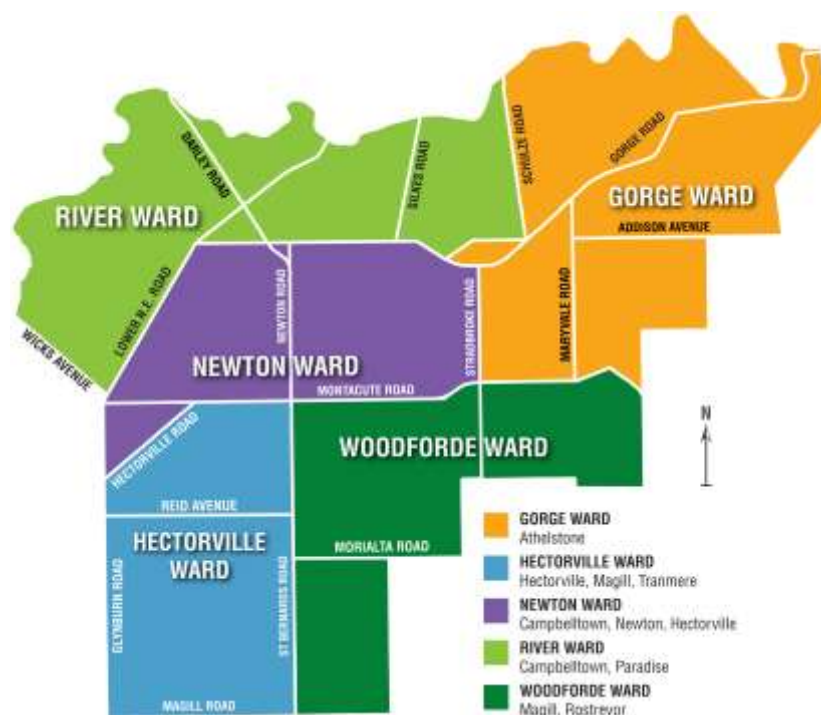 DARLEY ROAD
SILKES ROAD
SCHULZE ROAD
GORGE ROAD
RIVER WARD
GORGE WARD
ADDISON AVENUE
LOWER N.E. ROAD
WICKS AVENUE
NEWTON ROAD
STRADBROKE ROAD
MARYVALE ROAD
NEWTON WARD
MONTACUTE ROAD
HECTORVILLE ROAD
WOODFORDE WARD
N
REID AVENUE
HECTORVILLE
WARD
MORIALTA ROAD
GLYNBURN ROAD
ST BERNARDS ROAD
MAGILL ROAD
GORGE WARD
Athelstone
HECTORVILLE WARD
Hectorville, Magill, Tranmere
NEWTON WARD
Campbelltown, Newton, Hectorville
RIVER WARD
Campbelltown, Paradise
WOODFORDE WARD
Magill, Rostrevor